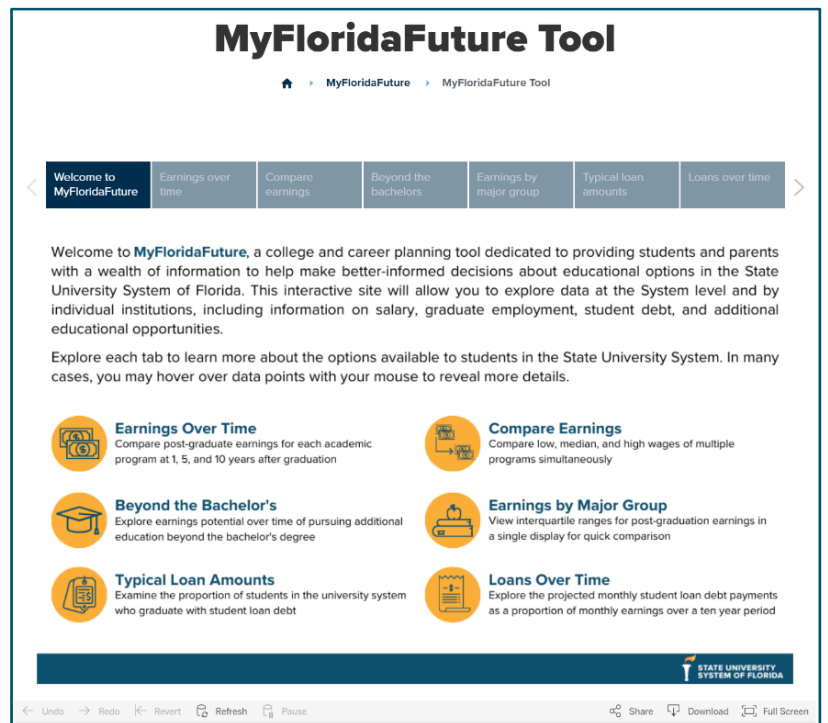 MyFloridaFuture Tool
MyFloridaFuture
MyFloridaFuture Tool
Welcome to
MyFloridaFuture
Earnings over
time
Compare
earnings
Beyond the
bachelors
Earnings by
major group
Typical loan
amounts
Loans over time
Welcome to MyFloridaFuture, a college and career planning tool dedicated to providing students and parents
with a wealth of information to help make better-informed decisions about educational options in the State
University System of Florida. This interactive site will allow you to explore data at the System level and by
individual institutions, including information on salary, graduate employment, student debt, and additional
educational opportunities.
Explore each tab to learn more about the options available to students in the State University System. In many
cases, you may hover over data points with your mouse to reveal more details.
Earnings Over Time
Compare post-graduate earnings for each academic
program at 1, 5, and 10 years after graduation
Compare Earnings
Compare low, median, and high wages of multiple
programs simultaneously
Beyond the Bachelor's
Explore earnings potential over time of pursuing additional
education beyond the bachelor's degree
Earnings by Major Group
View interquartile ranges for post-graduation earnings in
a single display for quick comparison
Typical Loan Amounts
Examine the proportion of students in the university system
who graduate with student loan debt
Loans Over Time
Explore the projected monthly student loan debt payments
as a proportion of monthly earnings over a ten year period
STATE UNIVERSITY
SYSTEM OF FLORIDA
Undo Redo Revert Refresh Pause Share Download Full Screen